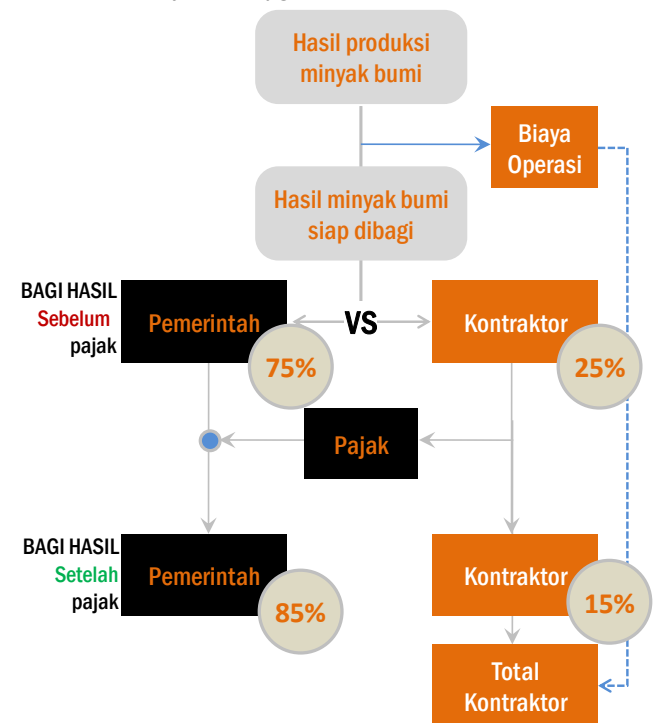 Hasil produksi
minyak bumi
Biaya
Operasi
Hasil minyak bumi
siap dibagi
BAGI HASIL
Sebelum
pajak
Pemerintah
75%
VS
Kontraktor
25%
Pajak
BAGI HASIL
Setelah
pajak
Pemerintah
85%
Kontraktor
15%
Total
Kontraktor